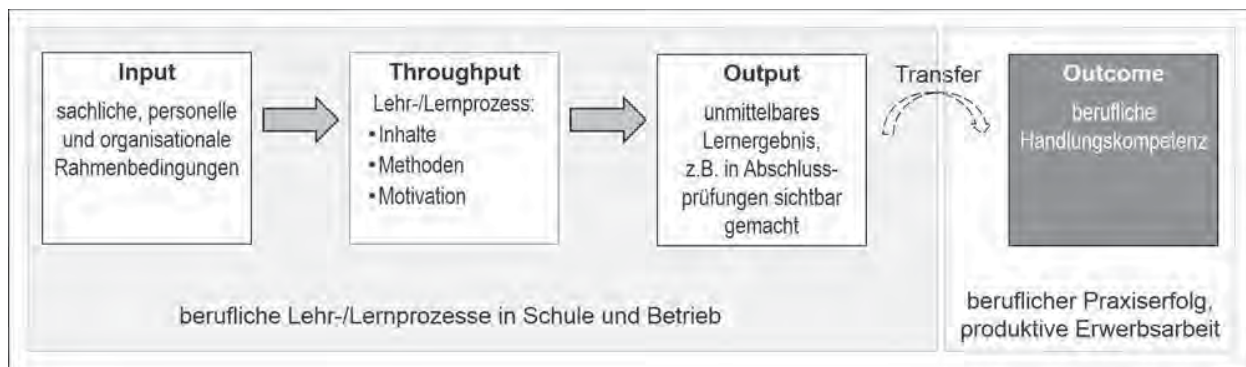 Input
sachliche, personelle
und organisationale
Rahmenbedingungen
Throughput
Lehr-/Lernprozess:
•Inhalte
•Methoden
•Motivation
Output
unmittelbares
Lernergebnis,
z.B. in Abschluss-
prüfungen sichtbar
gemacht
Transfer
Outcome
berufliche
Handlungskompetenz
berufliche Lehr-/Lernprozesse in Schule und Betrieb
beruflicher Praxiserfolg,
produktive Erwerbsarbeit